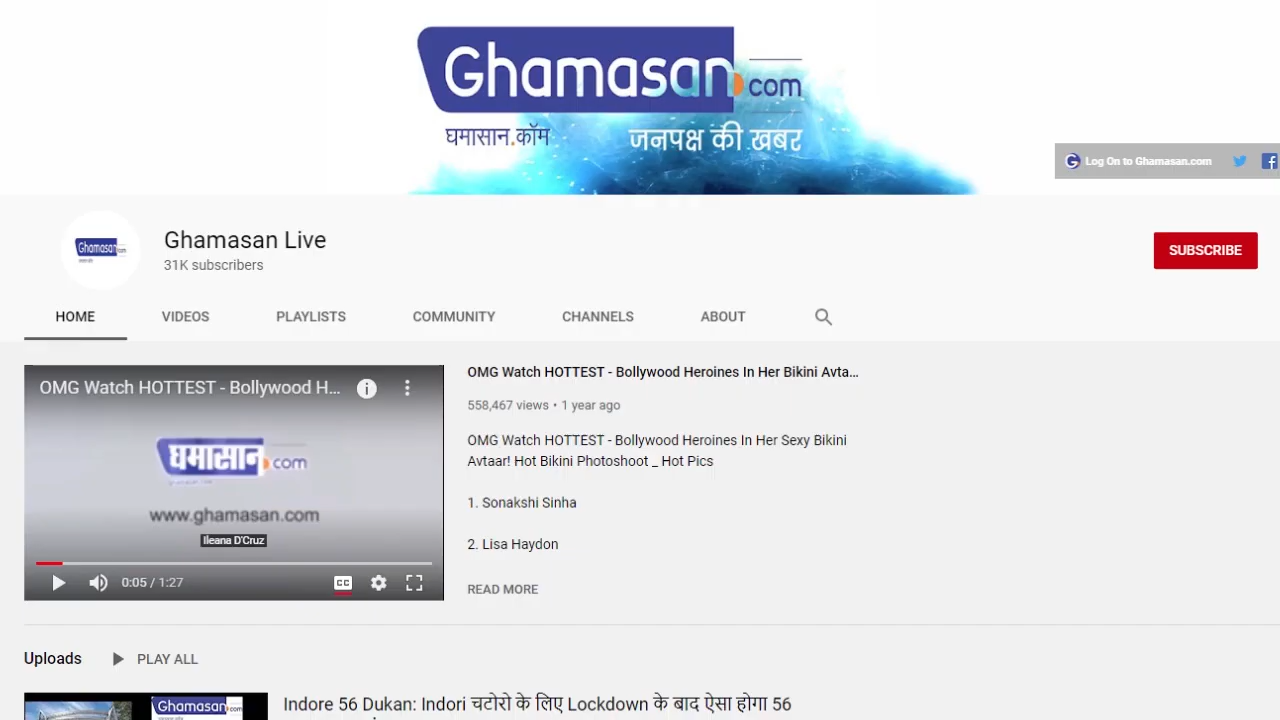 Ghamasan.com
घमासान.कॉम
जनपक्ष की खबर
Log On to Ghamasan.com
Ghamasan Live
31K subscribers
SUBSCRIBE
HOME
VIDEOS
PLAYLISTS
COMMUNITY
CHANNELS
ABOUT
OMG Watch HOTTEST - Bollywood H...
घमासान.com
www.ghamasan.com
Ileana D'Cruz
0:05 / 1:27
CC
OMG Watch HOTTEST - Bollywood Heroines In Her Bikini Avta...
558,467 views • 1 year ago
OMG Watch HOTTEST - Bollywood Heroines In Her Sexy Bikini
Avtaar! Hot Bikini Photoshoot _ Hot Pics
1. Sonakshi Sinha
2. Lisa Haydon
READ MORE
Uploads
PLAY ALL
Ghamasan.com
Indore 56 Dukan: Indori चटोरो के लिए Lockdown के बाद ऐसा होगा 56